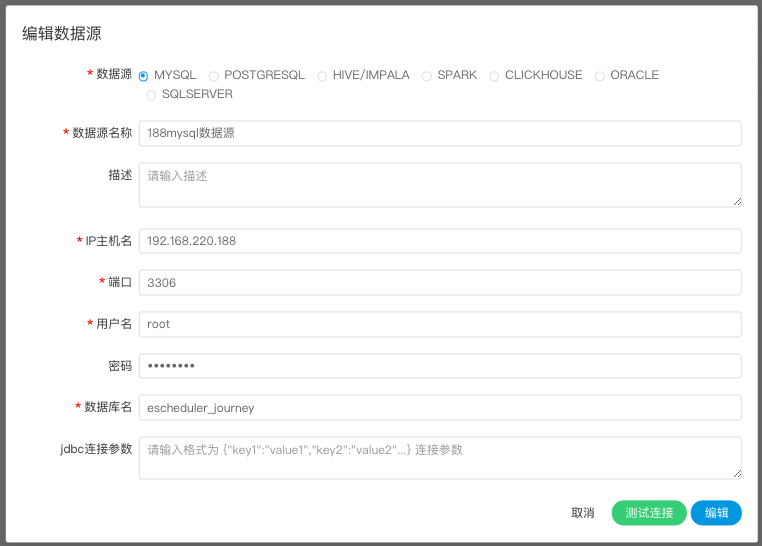 编辑数据源
* 数据源 MYSQL POSTGRESQL HIVE/IMPALA SPARK CLICKHOUSE ORACLE
SQLSERVER
* 数据源名称 188mysql数据源
描述 请输入描述
* IP主机名 192.168.220.188
* 端口 3306
* 用户名 root
密码 ••••••••
* 数据库名 escheduler_journey
jdbc连接参数 请输入格式为 {"key1":"value1","key2":"value2"...} 连接参数
取消 测试连接 编辑